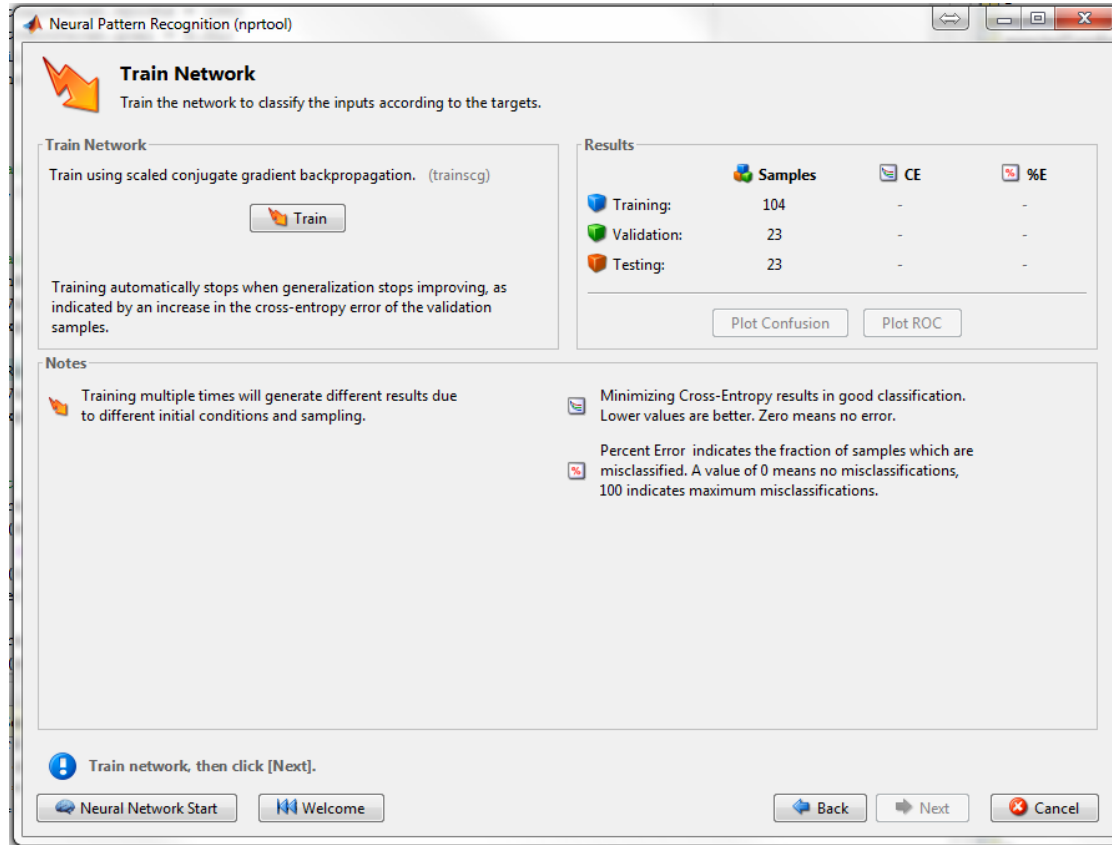 Neural Pattern Recognition (nprtool)
Train Network
Train the network to classify the inputs according to the targets.
Train Network
Train using scaled conjugate gradient backpropagation. (trainscg)
Train
Training automatically stops when generalization stops improving, as
indicated by an increase in the cross-entropy error of the validation
samples.
Results
Samples CE % %E
Training: 104 - -
Validation: 23 - -
Testing: 23 - -
Plot Confusion Plot ROC
Notes
Training multiple times will generate different results due
to different initial conditions and sampling.
Minimizing Cross-Entropy results in good classification.
Lower values are better. Zero means no error.
% Percent Error indicates the fraction of samples which are
misclassified. A value of 0 means no misclassifications,
100 indicates maximum misclassifications.
Train network, then click [Next].
Neural Network Start Welcome Back Next Cancel